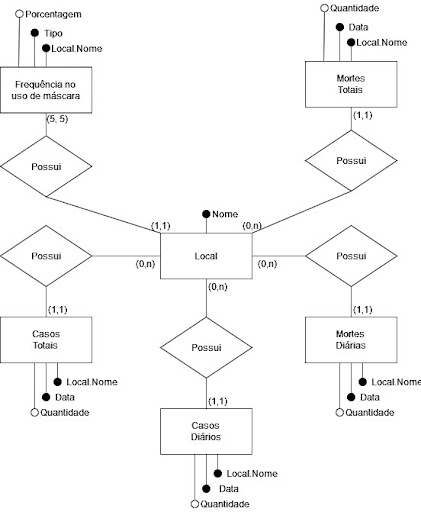 Porcentagem
Tipo
Local.Nome
Frequência no
uso de máscara
(5, 5)
Possui
(1,1)
Quantidade
Data
Local.Nome
Mortes
Totais
(1,1)
Possui
(0,n)
Nome
Local
Possui
(0,n)
(1,1)
Casos
Totais
Local.Nome
Data
Quantidade
(0,n)
Possui
(1,1)
Casos
Diários
Local.Nome
Data
Quantidade
(0,n)
Possui
(1,1)
Mortes
Diárias
Local.Nome
Data
Quantidade